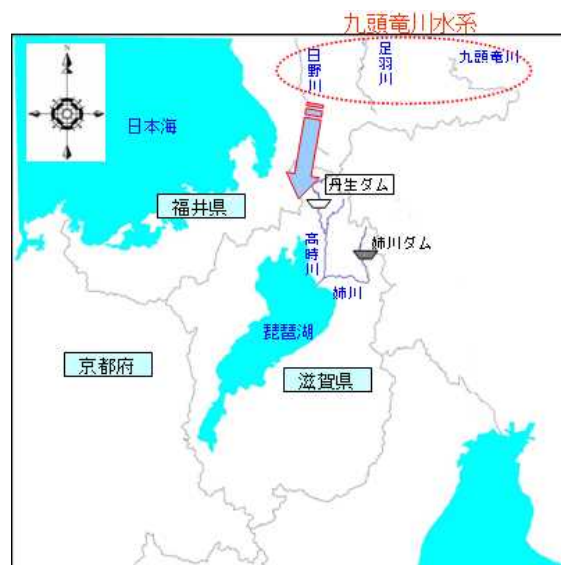 九頭竜川水系
N
日野川
足羽川
九頭竜川
日本海
丹生ダム
福井県
高時川
姉川ダム
姉川
琵琶湖
京都府
滋賀県